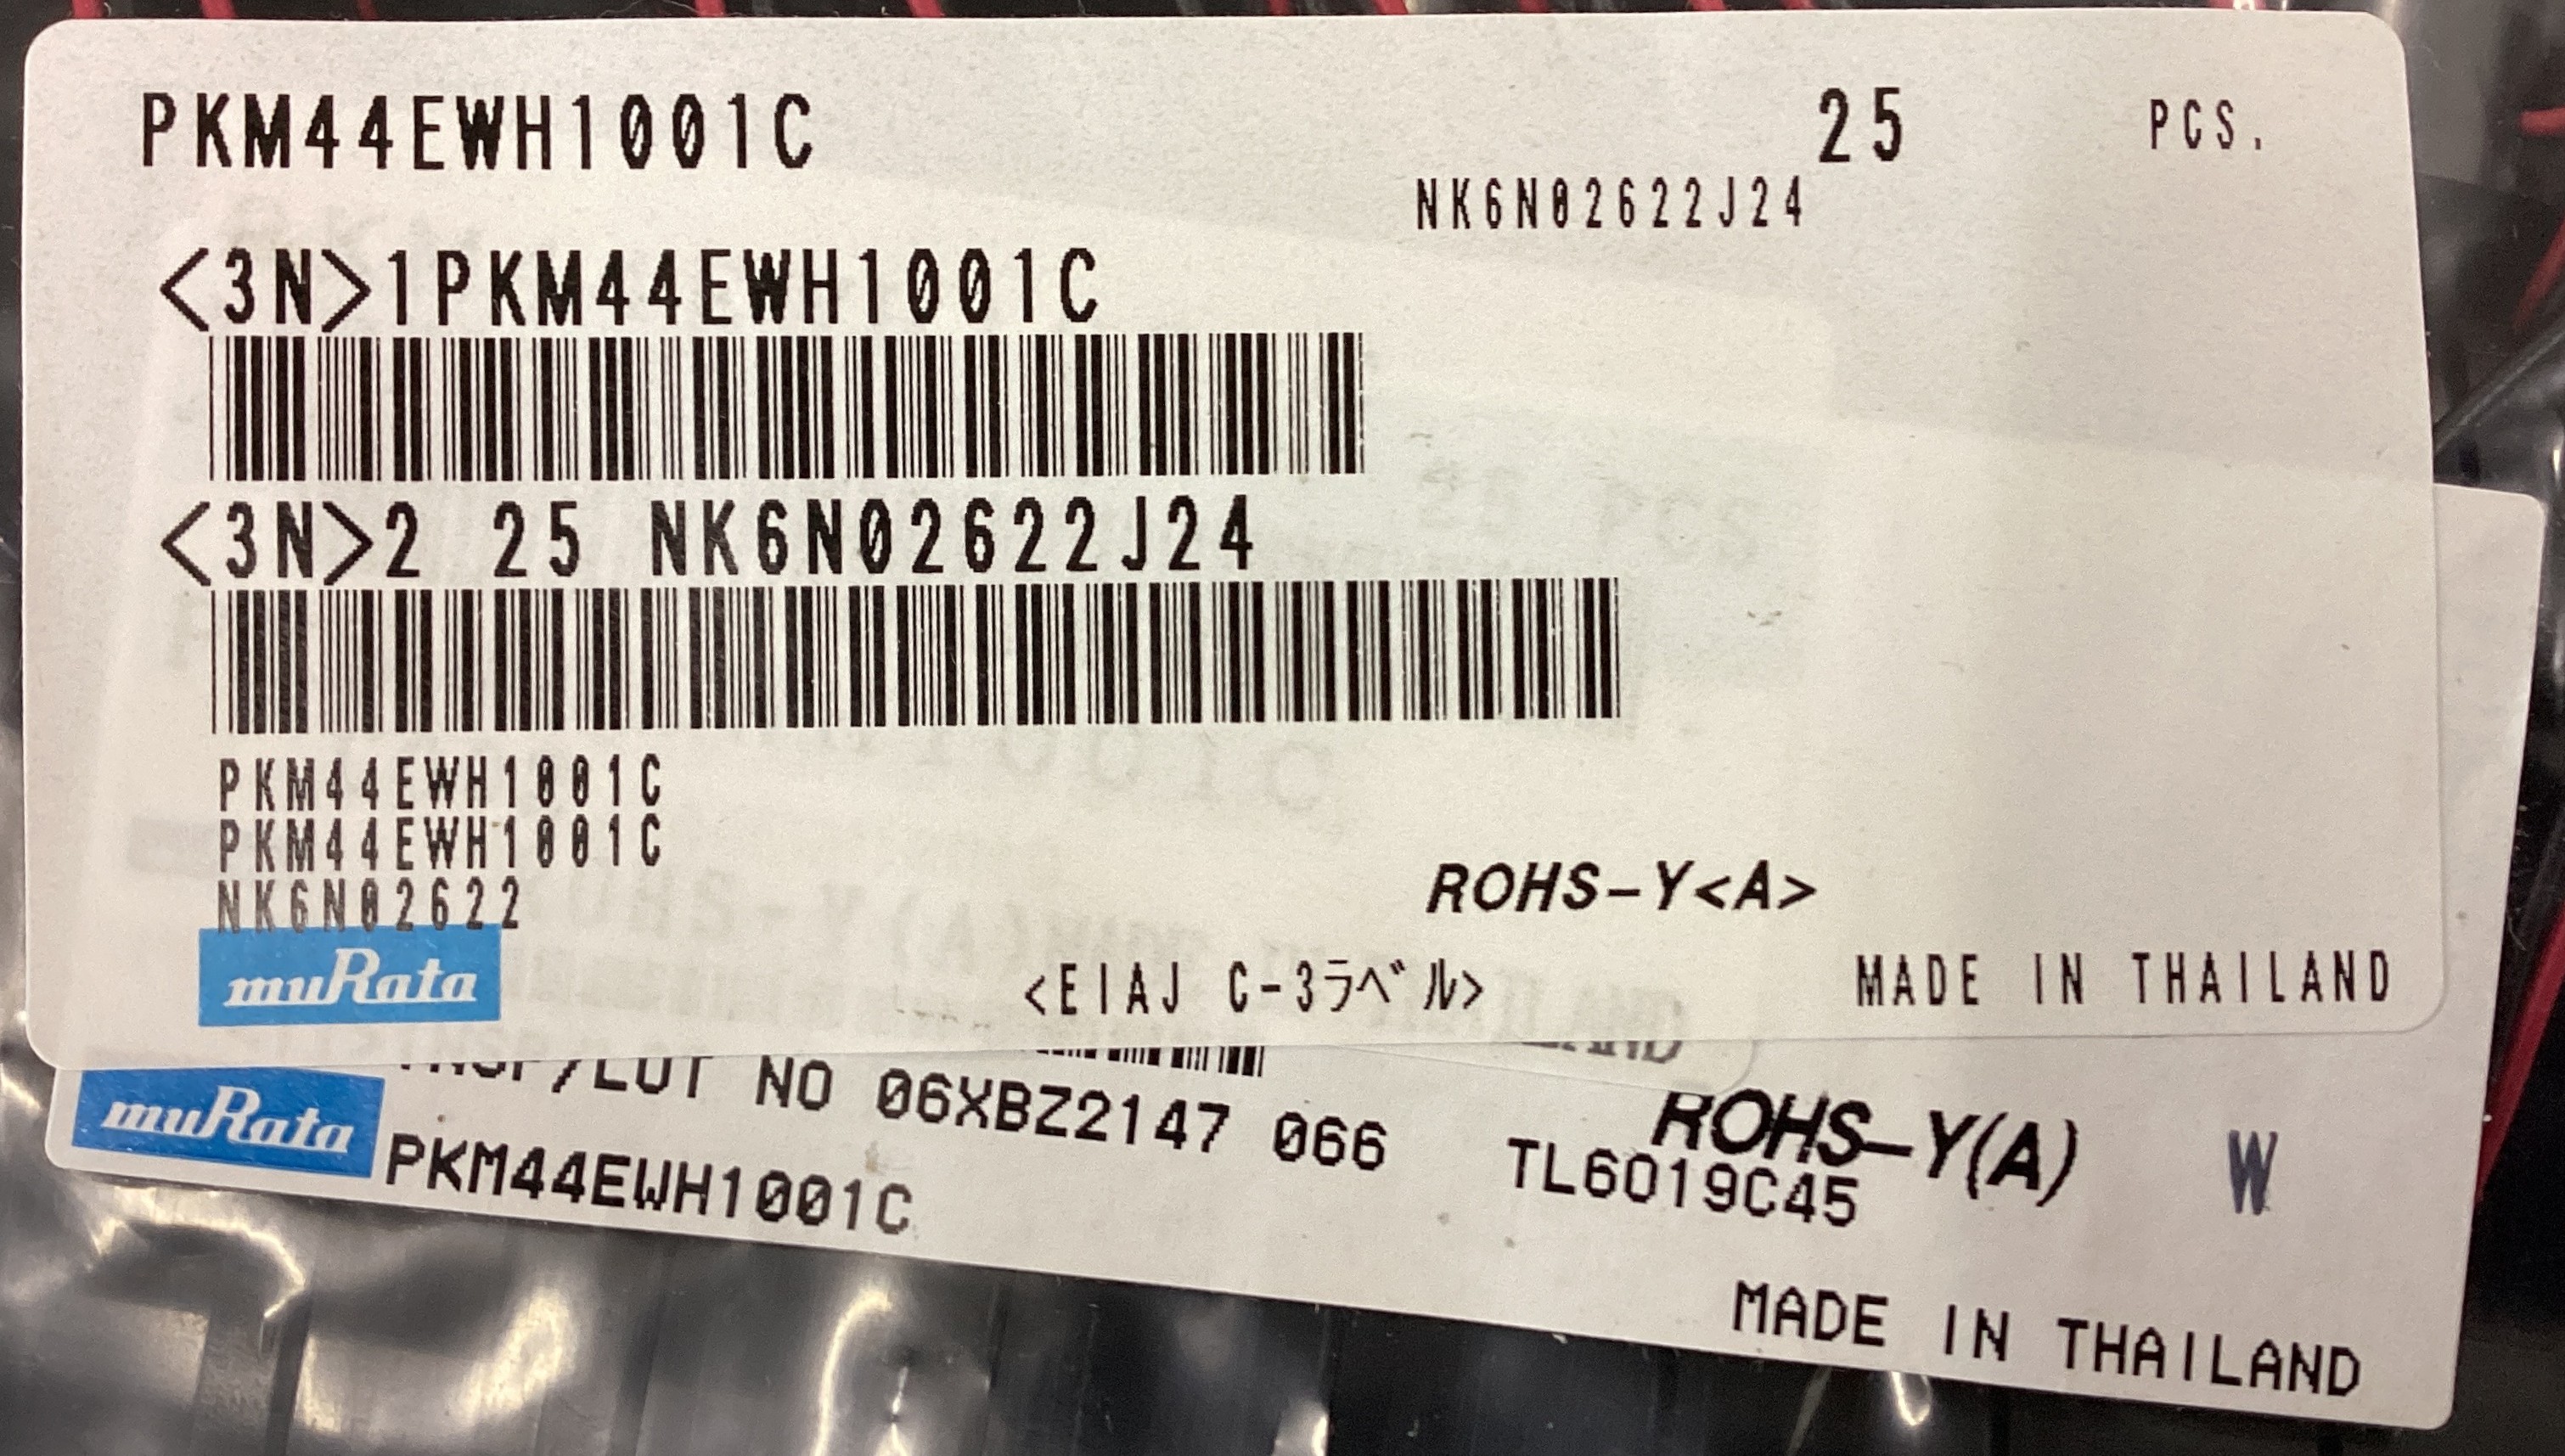 PKM44EWH1001C 25 PCS.
NK6N02622J24
<3N>1PKM44EWH1001C
<3N>2 25 NK6N02622J24
PKM44EWH1001C
PKM44EWH1001C
NK6N02622
ROHS-Y<A>
muRata
<EIAJ C-3ラベル>
MADE IN THAILAND
muRata
INSP/LOT NO 06XBZ2147 066
ROHS-Y(A)
W
PKM44EWH1001C
TL6019C45
MADE IN THAILAND